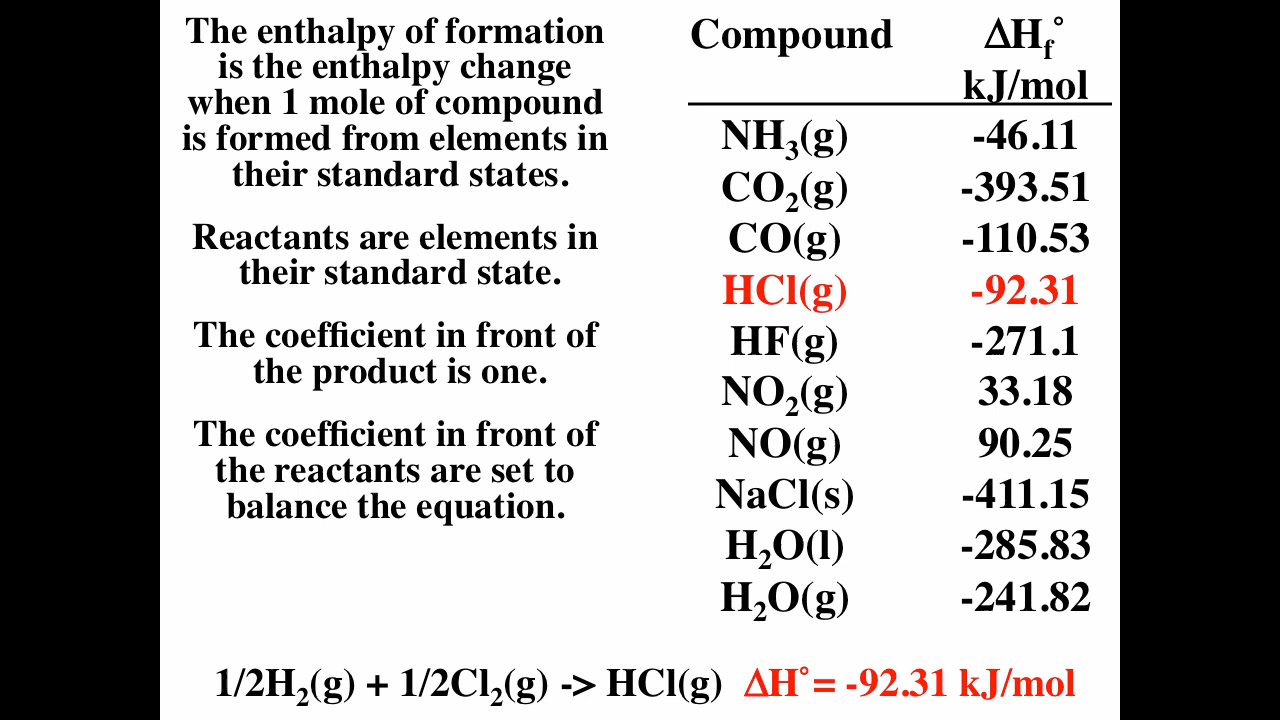 The enthalpy of formation
is the enthalpy change
when 1 mole of compound
is formed from elements in
their standard states.
Reactants are elements in
their standard state.
The coefficient in front of
the product is one.
The coefficient in front of
the reactants are set to
balance the equation.
Compound ΔHf°
kJ/mol
NH₃(g) -46.11
CO₂(g) -393.51
CO(g) -110.53
HCl(g) -92.31
HF(g) -271.1
NO₂(g) 33.18
NO(g) 90.25
NaCl(s) -411.15
H₂O(l) -285.83
H₂O(g) -241.82
1/2H₂(g) + 1/2Cl₂(g) -> HCl(g) ΔH°= -92.31 kJ/mol